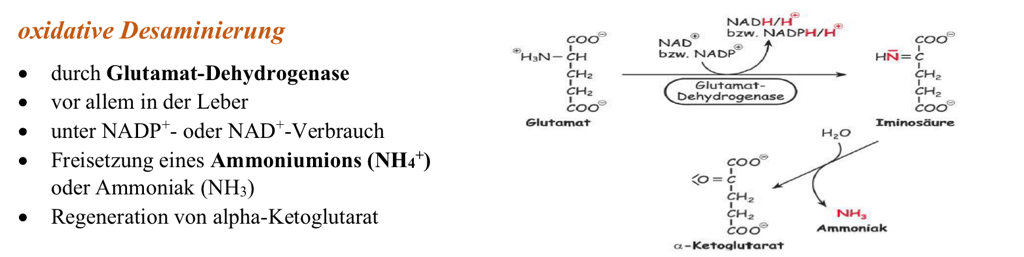 oxidative Desaminierung
• durch Glutamat-Dehydrogenase
• vor allem in der Leber
• unter NADP⁺- oder NAD⁺-Verbrauch
• Freisetzung eines Ammoniumions (NH₄⁺)
oder Ammoniak (NH₃)
• Regeneration von alpha-Ketoglutarat
COO⊖
⊕H₃N–CH
CH₂
CH₂
COO⊖
Glutamat
NAD⊕
bzw. NADP⊕
NADH/H⊕
bzw. NADPH/H⊕
Glutamat-
Dehydrogenase
COO⊖
HN̅=C
CH₂
CH₂
COO⊖
Iminosäure
H₂O
NH₃
Ammoniak
COO⊖
O=C
CH₂
CH₂
COO⊖
α-Ketoglutarat